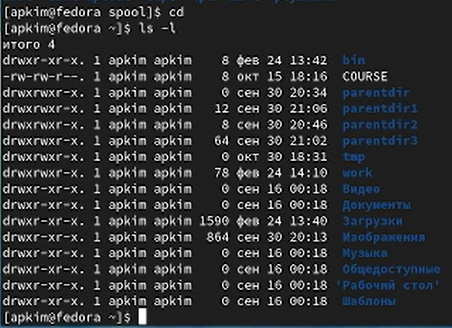 [apkim@fedora spool]$ cd
[apkim@fedora ~]$ ls -l
итого 4
drwxr-xr-x. 1 apkim apkim 8 фев 24 13:42 bin
-rw-rw-r--. 1 apkim apkim 8 окт 15 18:16 COURSE
drwxrwxr-x. 1 apkim apkim 0 сен 30 20:34 parentdir
drwxrwxr-x. 1 apkim apkim 12 сен 30 21:06 parentdir1
drwxrwxr-x. 1 apkim apkim 8 сен 30 20:46 parentdir2
drwxrwxr-x. 1 apkim apkim 64 сен 30 21:02 parentdir3
drwxrwxr-x. 1 apkim apkim 0 окт 30 18:31 tmp
drwxrwxr-x. 1 apkim apkim 78 фев 24 14:10 work
drwxr-xr-x. 1 apkim apkim 0 сен 16 00:18 Видео
drwxr-xr-x. 1 apkim apkim 0 сен 16 00:18 Документы
drwxr-xr-x. 1 apkim apkim 1590 фев 24 13:40 Загрузки
drwxr-xr-x. 1 apkim apkim 864 сен 30 20:13 Изображения
drwxr-xr-x. 1 apkim apkim 0 сен 16 00:18 Музыка
drwxr-xr-x. 1 apkim apkim 0 сен 16 00:18 Общедоступные
drwxr-xr-x. 1 apkim apkim 0 сен 16 00:18 'Рабочий стол'
drwxr-xr-x. 1 apkim apkim 0 сен 16 00:18 Шаблоны
[apkim@fedora ~]$